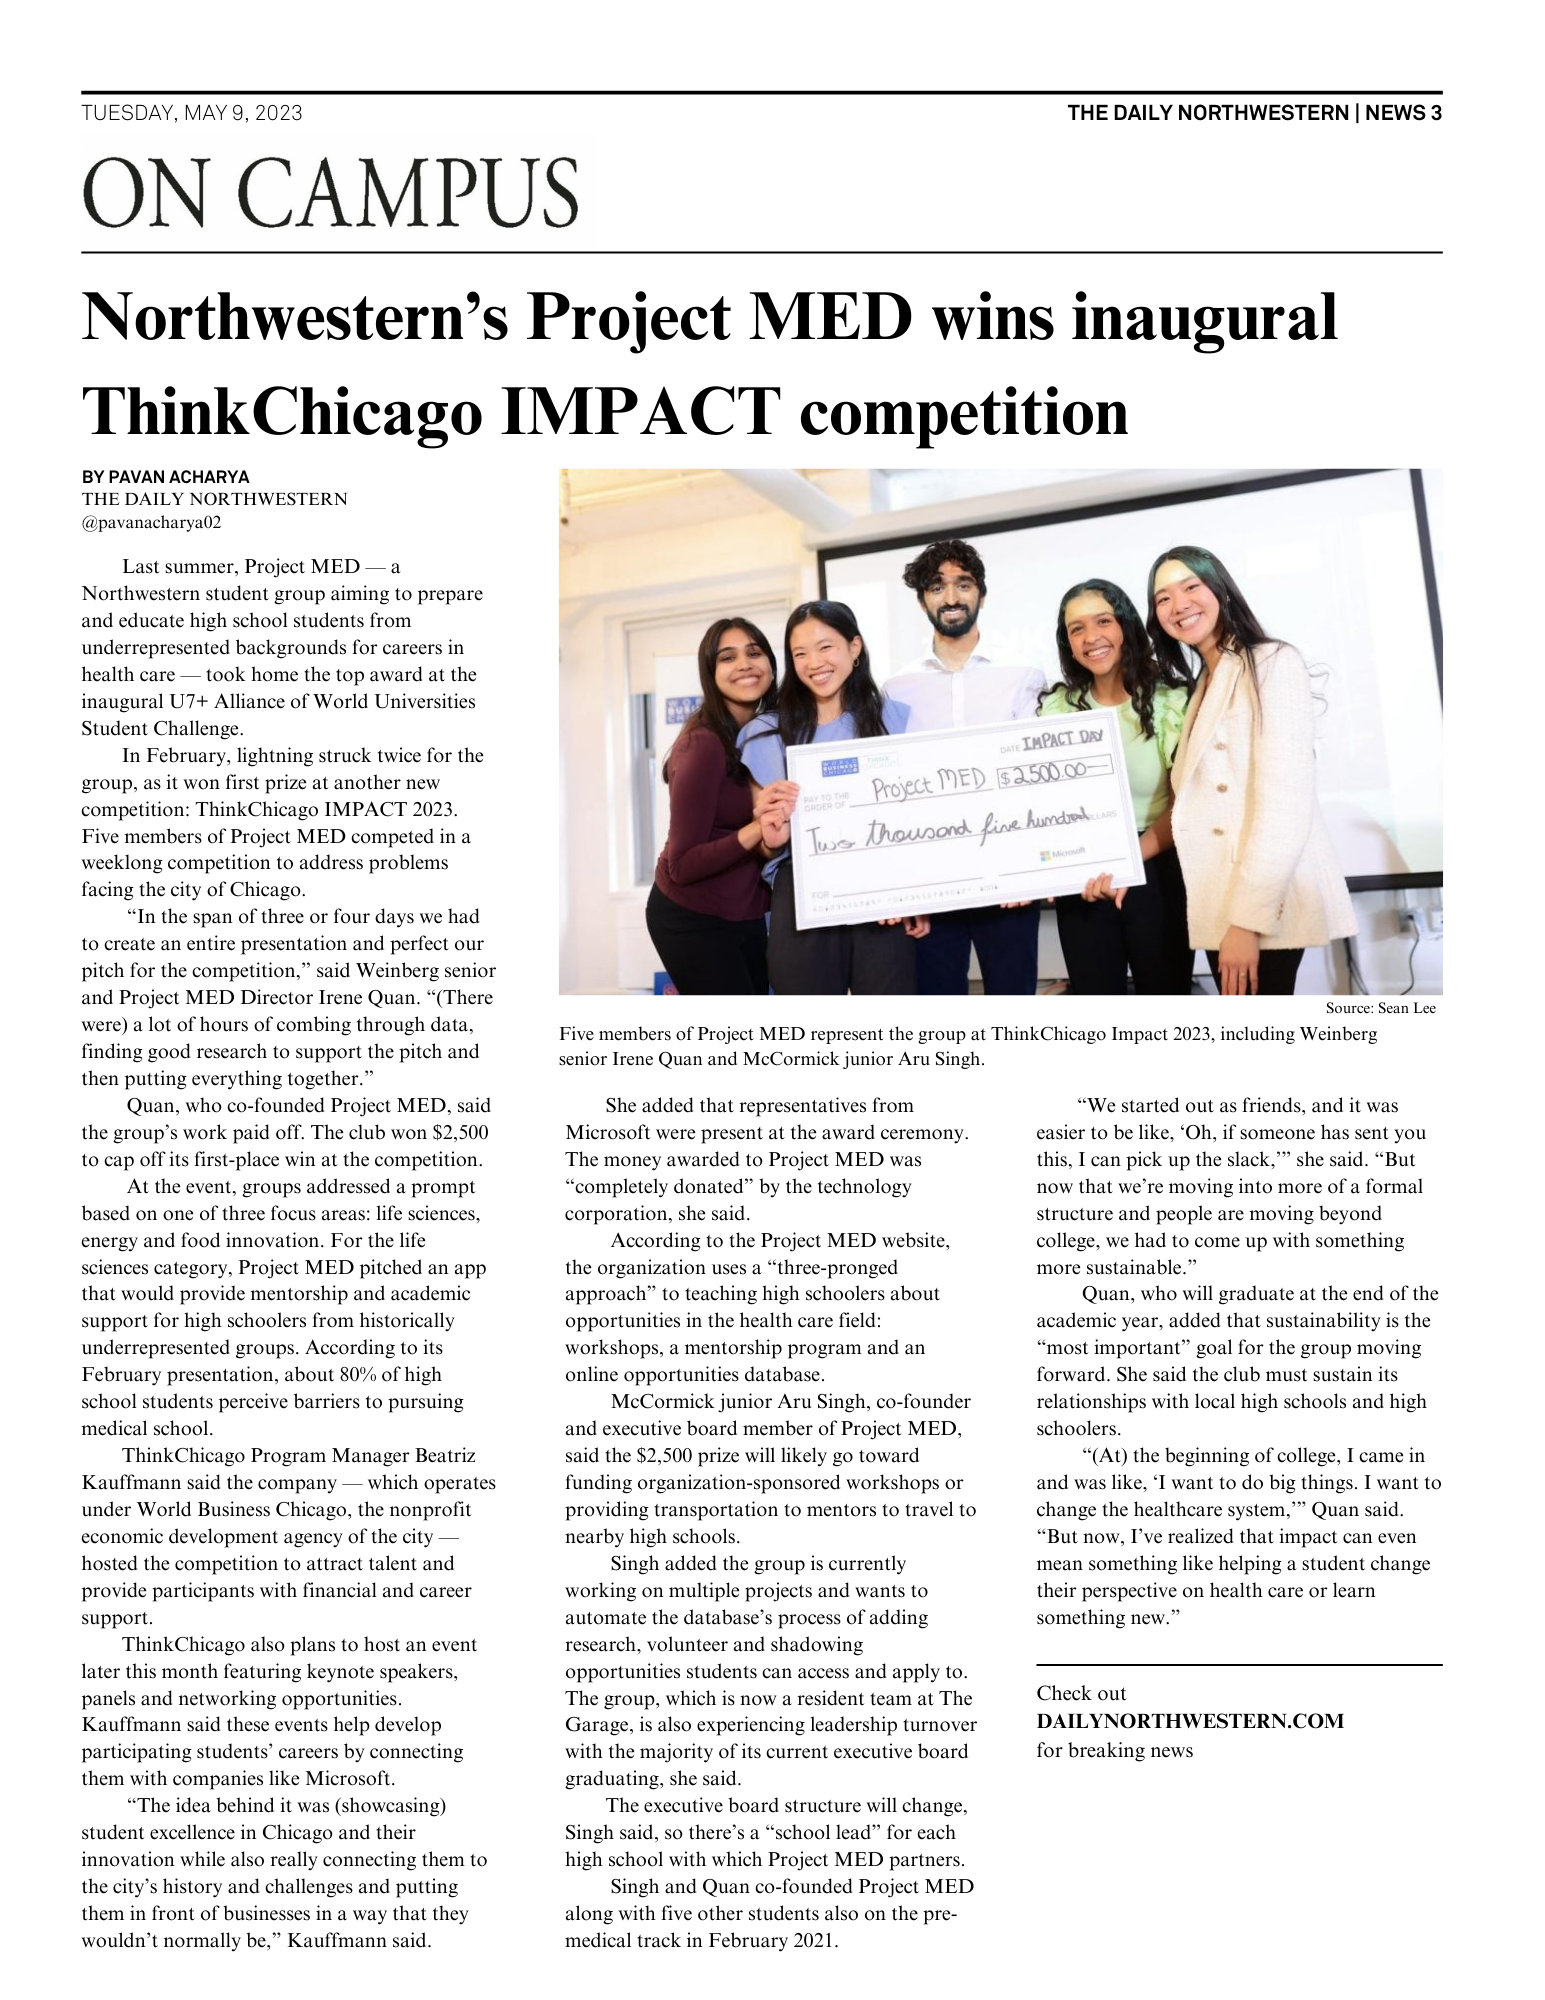 TUESDAY, MAY 9, 2023
THE DAILY NORTHWESTERN | NEWS 3
ON CAMPUS
Northwestern’s Project MED wins inaugural
ThinkChicago IMPACT competition
BY PAVAN ACHARYA
THE DAILY NORTHWESTERN
@pavanacharya02
Last summer, Project MED — a
Northwestern student group aiming to prepare
and educate high school students from
underrepresented backgrounds for careers in
health care — took home the top award at the
inaugural U7+ Alliance of World Universities
Student Challenge.
In February, lightning struck twice for the
group, as it won first prize at another new
competition: ThinkChicago IMPACT 2023.
Five members of Project MED competed in a
weeklong competition to address problems
facing the city of Chicago.
“In the span of three or four days we had
to create an entire presentation and perfect our
pitch for the competition,” said Weinberg senior
and Project MED Director Irene Quan. “(There
were) a lot of hours of combing through data,
finding good research to support the pitch and
then putting everything together.”
Quan, who co-founded Project MED, said
the group’s work paid off. The club won $2,500
to cap off its first-place win at the competition.
At the event, groups addressed a prompt
based on one of three focus areas: life sciences,
energy and food innovation. For the life
sciences category, Project MED pitched an app
that would provide mentorship and academic
support for high schoolers from historically
underrepresented groups. According to its
February presentation, about 80% of high
school students perceive barriers to pursuing
medical school.
ThinkChicago Program Manager Beatriz
Kauffmann said the company — which operates
under World Business Chicago, the nonprofit
economic development agency of the city —
hosted the competition to attract talent and
provide participants with financial and career
support.
ThinkChicago also plans to host an event
later this month featuring keynote speakers,
panels and networking opportunities.
Kauffmann said these events help develop
participating students’ careers by connecting
them with companies like Microsoft.
“The idea behind it was (showcasing)
student excellence in Chicago and their
innovation while also really connecting them to
the city’s history and challenges and putting
them in front of businesses in a way that they
wouldn’t normally be,” Kauffmann said.
WORLD
BUSINESS
CHICAGO
DATE IMPACT DAY
PAY TO THE
ORDER OF Project MED $2500.00
Two thousand five hundred
Microsoft
FOR
Source: Sean Lee
Five members of Project MED represent the group at ThinkChicago Impact 2023, including Weinberg
senior Irene Quan and McCormick junior Aru Singh.
She added that representatives from
Microsoft were present at the award ceremony.
The money awarded to Project MED was
“completely donated” by the technology
corporation, she said.
According to the Project MED website,
the organization uses a “three-pronged
approach” to teaching high schoolers about
opportunities in the health care field:
workshops, a mentorship program and an
online opportunities database.
McCormick junior Aru Singh, co-founder
and executive board member of Project MED,
said the $2,500 prize will likely go toward
funding organization-sponsored workshops or
providing transportation to mentors to travel to
nearby high schools.
Singh added the group is currently
working on multiple projects and wants to
automate the database’s process of adding
research, volunteer and shadowing
opportunities students can access and apply to.
The group, which is now a resident team at The
Garage, is also experiencing leadership turnover
with the majority of its current executive board
graduating, she said.
The executive board structure will change,
Singh said, so there’s a “school lead” for each
high school with which Project MED partners.
Singh and Quan co-founded Project MED
along with five other students also on the pre-
medical track in February 2021.
“We started out as friends, and it was
easier to be like, ‘Oh, if someone has sent you
this, I can pick up the slack,’” she said. “But
now that we’re moving into more of a formal
structure and people are moving beyond
college, we had to come up with something
more sustainable.”
Quan, who will graduate at the end of the
academic year, added that sustainability is the
“most important” goal for the group moving
forward. She said the club must sustain its
relationships with local high schools and high
schoolers.
“(At) the beginning of college, I came in
and was like, ‘I want to do big things. I want to
change the healthcare system,’” Quan said.
“But now, I’ve realized that impact can even
mean something like helping a student change
their perspective on health care or learn
something new.”
Check out
DAILYNORTHWESTERN.COM
for breaking news